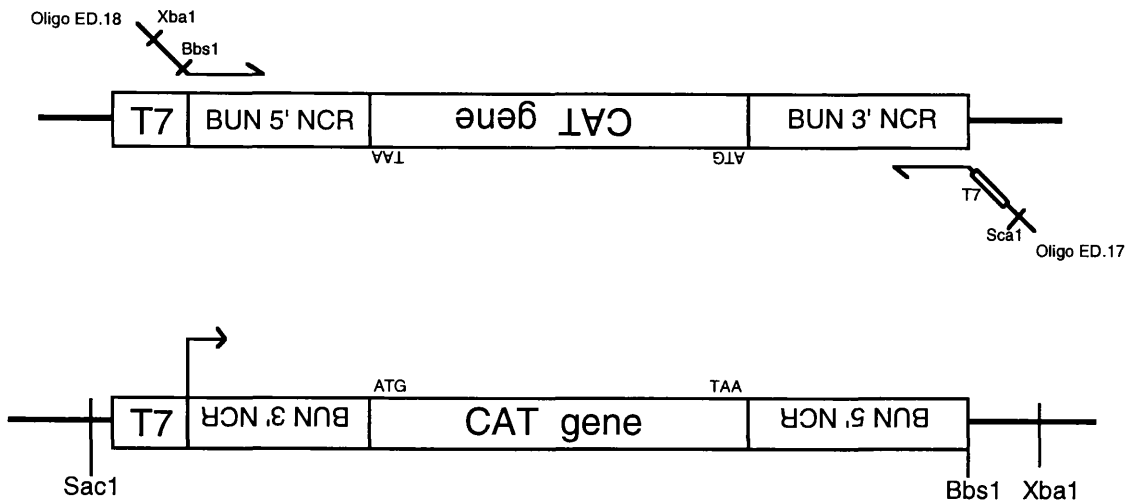 Oligo ED.18
Xba1
Bbs1
T7
BUN 5' NCR
CAT gene
BUN 3' NCR
TAA
ATG
T7
Sca1
Oligo ED.17
ATG
TAA
T7
BUN 3' NCR
CAT gene
BUN 5' NCR
Sac1
Bbs1
Xba1